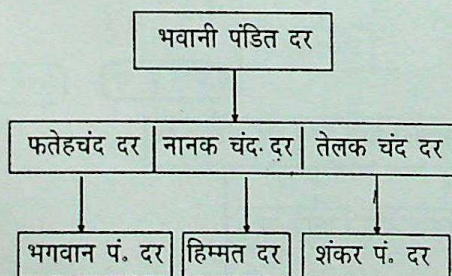 भवानी पंडित दर
फतेहचंद दर नानक चंद दर तेलक चंद दर
भगवान पं॰ दर हिम्मत दर शंकर पं॰ दर